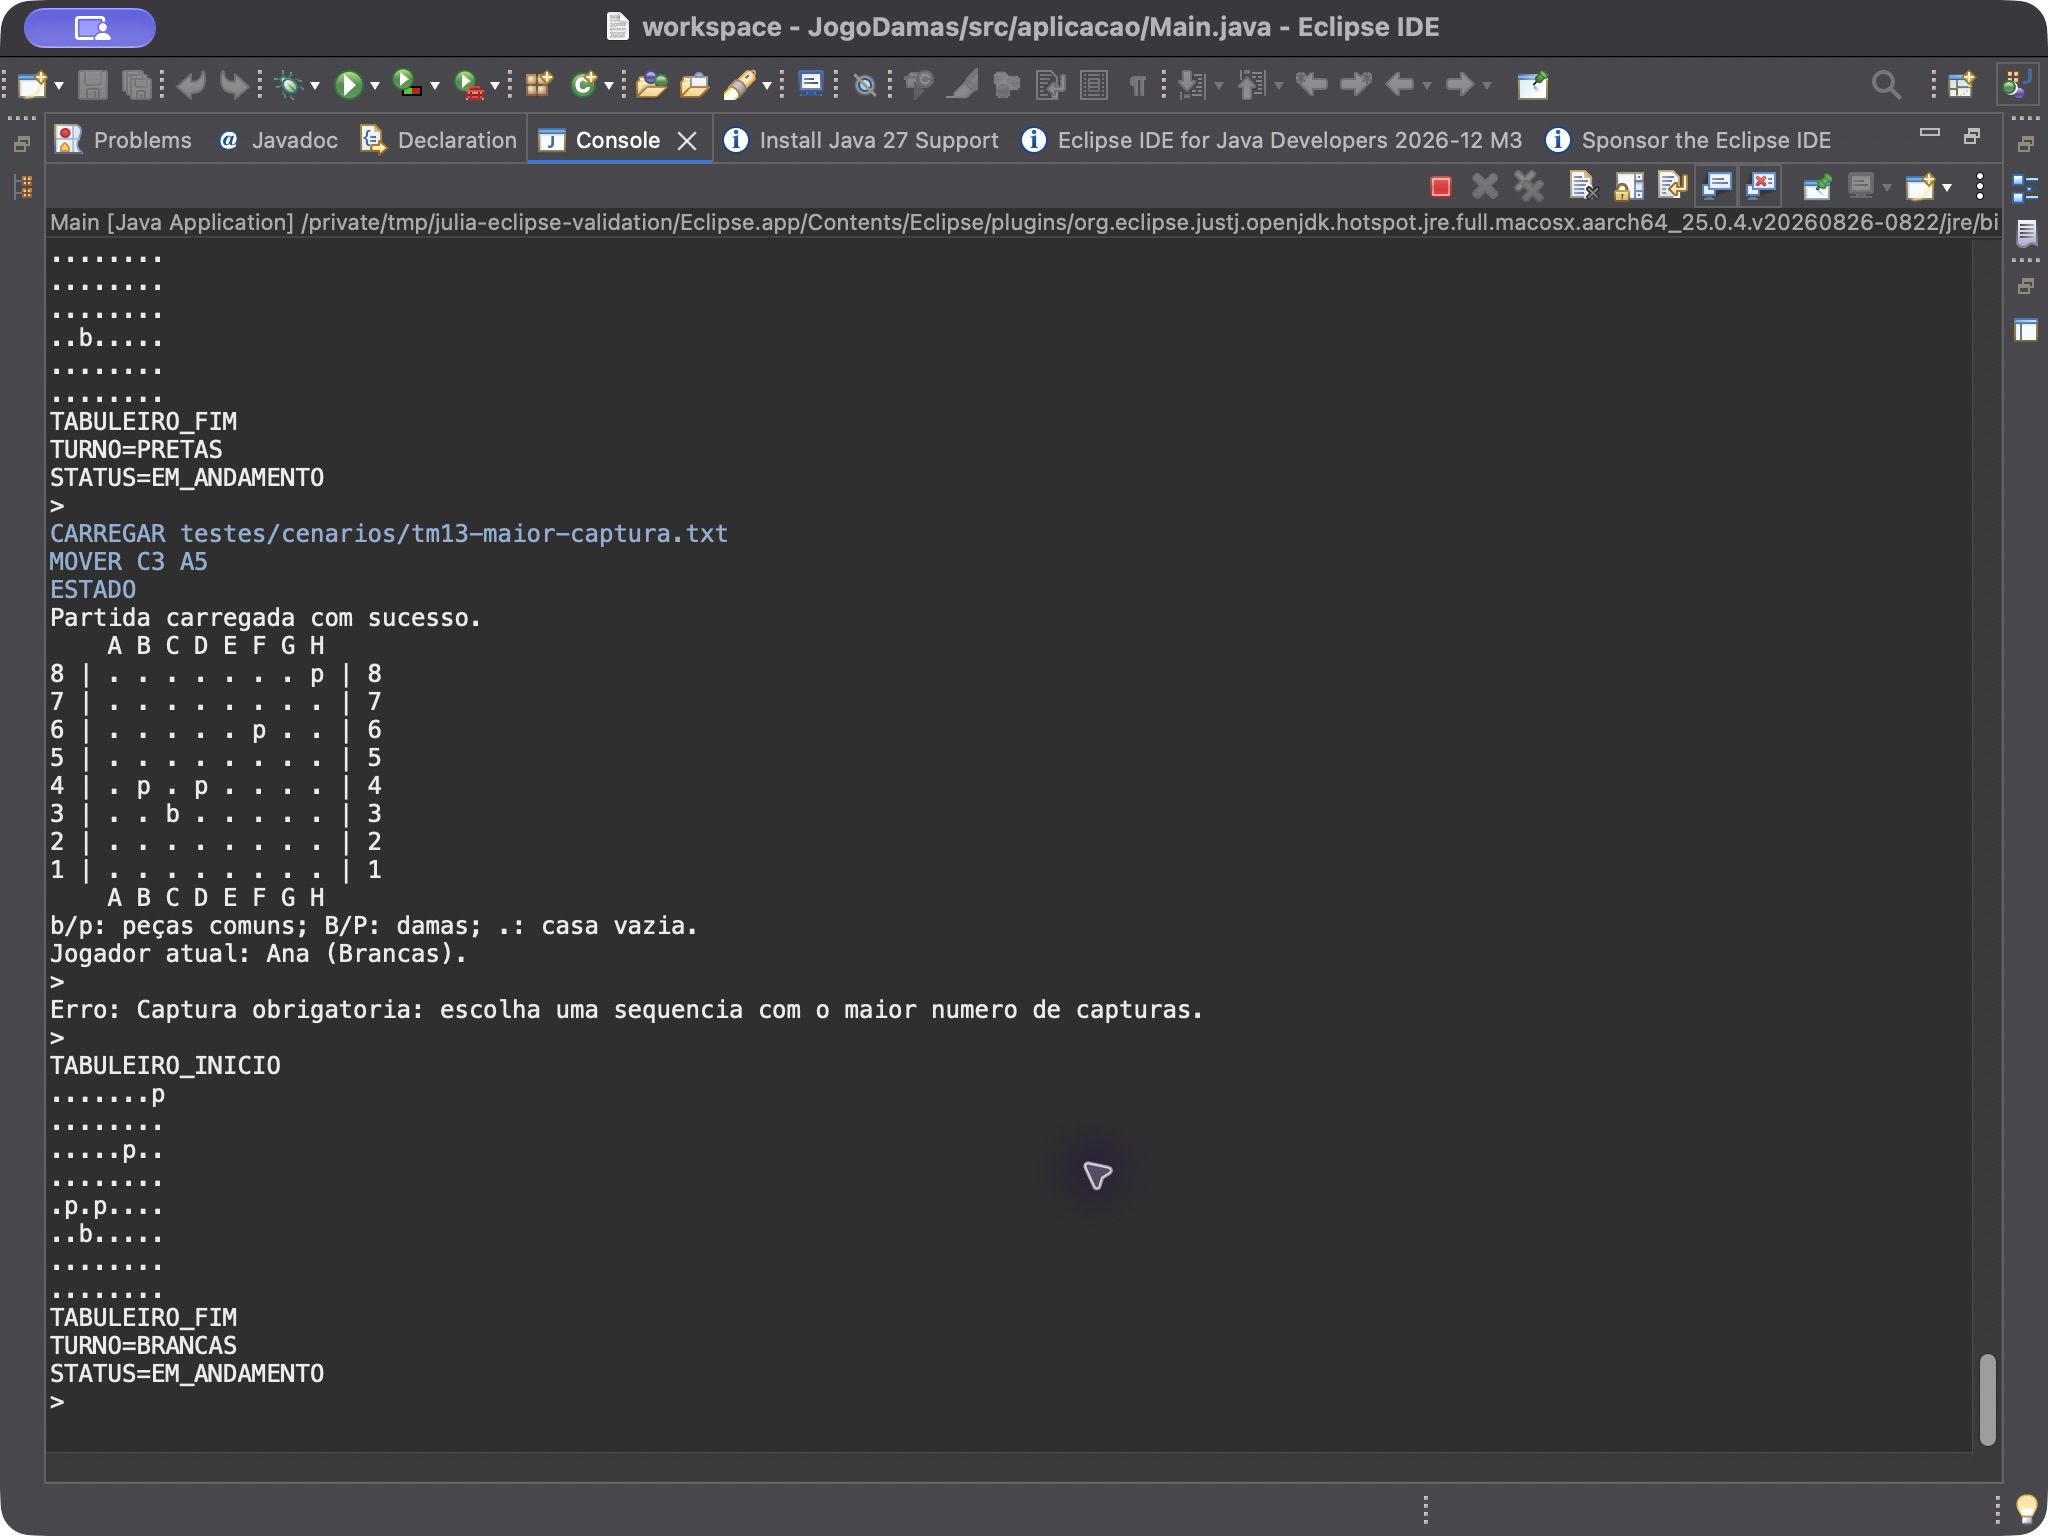 workspace - JogoDamas/src/aplicacao/Main.java - Eclipse IDE
Problems
Javadoc
Declaration
Console
Install Java 27 Support
Eclipse IDE for Java Developers 2026-12 M3
Sponsor the Eclipse IDE
Main [Java Application] /private/tmp/julia-eclipse-validation/Eclipse.app/Contents/Eclipse/plugins/org.eclipse.justj.openjdk.hotspot.jre.full.macosx.aarch64_25.0.4.v20260826-0822/jre/bi
........
........
........
..b.....
........
........
TABULEIRO_FIM
TURNO=PRETAS
STATUS=EM_ANDAMENTO
>
CARREGAR testes/cenarios/tm13-maior-captura.txt
MOVER C3 A5
ESTADO
Partida carregada com sucesso.
    A B C D E F G H
8 | . . . . . . . p | 8
7 | . . . . . . . . | 7
6 | . . . . . p . . | 6
5 | . . . . . . . . | 5
4 | . p . p . . . . | 4
3 | . . b . . . . . | 3
2 | . . . . . . . . | 2
1 | . . . . . . . . | 1
    A B C D E F G H
b/p: peças comuns; B/P: damas; .: casa vazia.
Jogador atual: Ana (Brancas).
>
Erro: Captura obrigatoria: escolha uma sequencia com o maior numero de capturas.
>
TABULEIRO_INICIO
.......p
........
.....p..
........
.p.p....
..b.....
........
........
TABULEIRO_FIM
TURNO=BRANCAS
STATUS=EM_ANDAMENTO
>